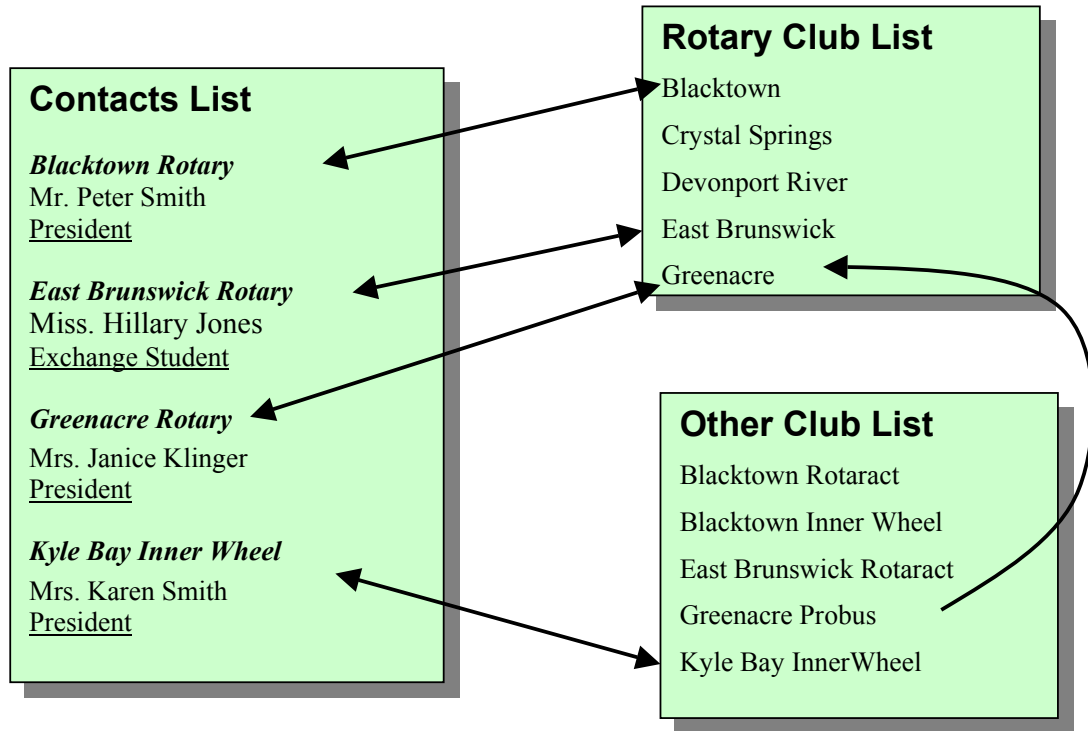 Contacts List
Blacktown Rotary
Mr. Peter Smith
President
East Brunswick Rotary
Miss. Hillary Jones
Exchange Student
Greenacre Rotary
Mrs. Janice Klinger
President
Kyle Bay Inner Wheel
Mrs. Karen Smith
President
Rotary Club List
Blacktown
Crystal Springs
Devonport River
East Brunswick
Greenacre
Other Club List
Blacktown Rotaract
Blacktown Inner Wheel
East Brunswick Rotaract
Greenacre Probus
Kyle Bay InnerWheel